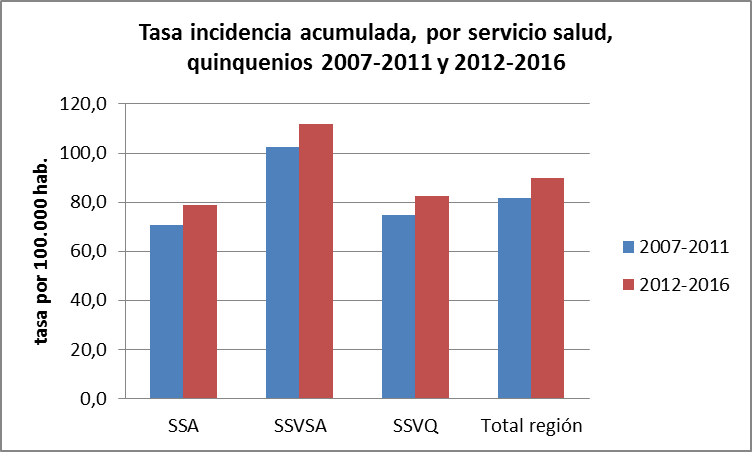 Tasa incidencia acumulada, por servicio salud,
quinquenios 2007-2011 y 2012-2016
tasa por 100.000 hab.
120,0
100,0
80,0
60,0
40,0
20,0
0,0
SSA
SSVSA
SSVQ
Total región
2007-2011
2012-2016